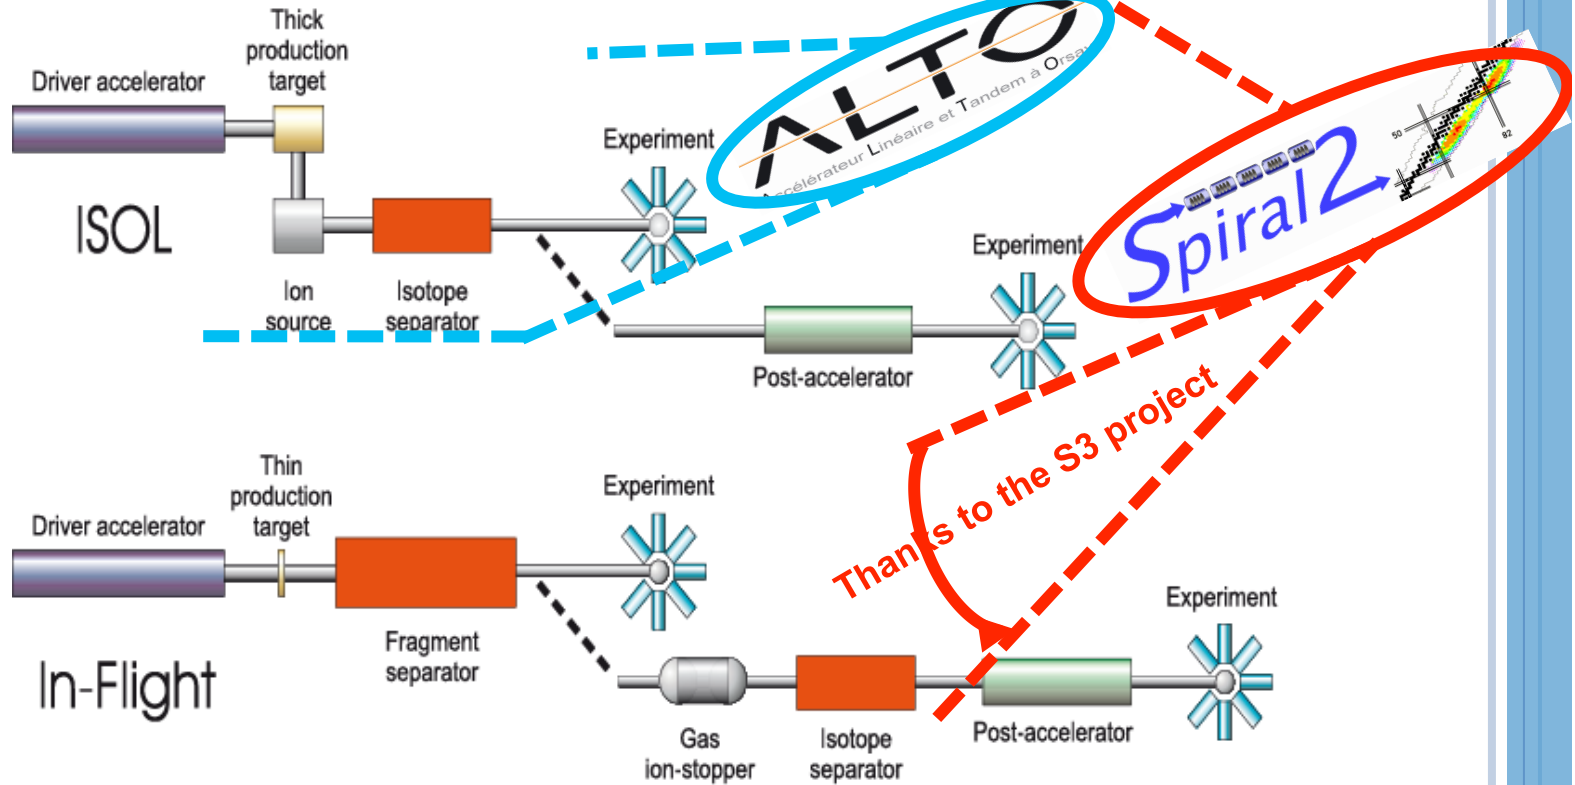 Thick
production
target
Driver accelerator
Experiment
ISOL
Ion
source
Isotope
separator
Experiment
Post-accelerator
ALTO
Accélérateur Linéaire et Tandem à Orsay
Spiral2
50
82
Thanks to the S3 project
Thin
production
target
Driver accelerator
Experiment
Fragment
separator
In-Flight
Experiment
Gas
ion-stopper
Isotope
separator
Post-accelerator